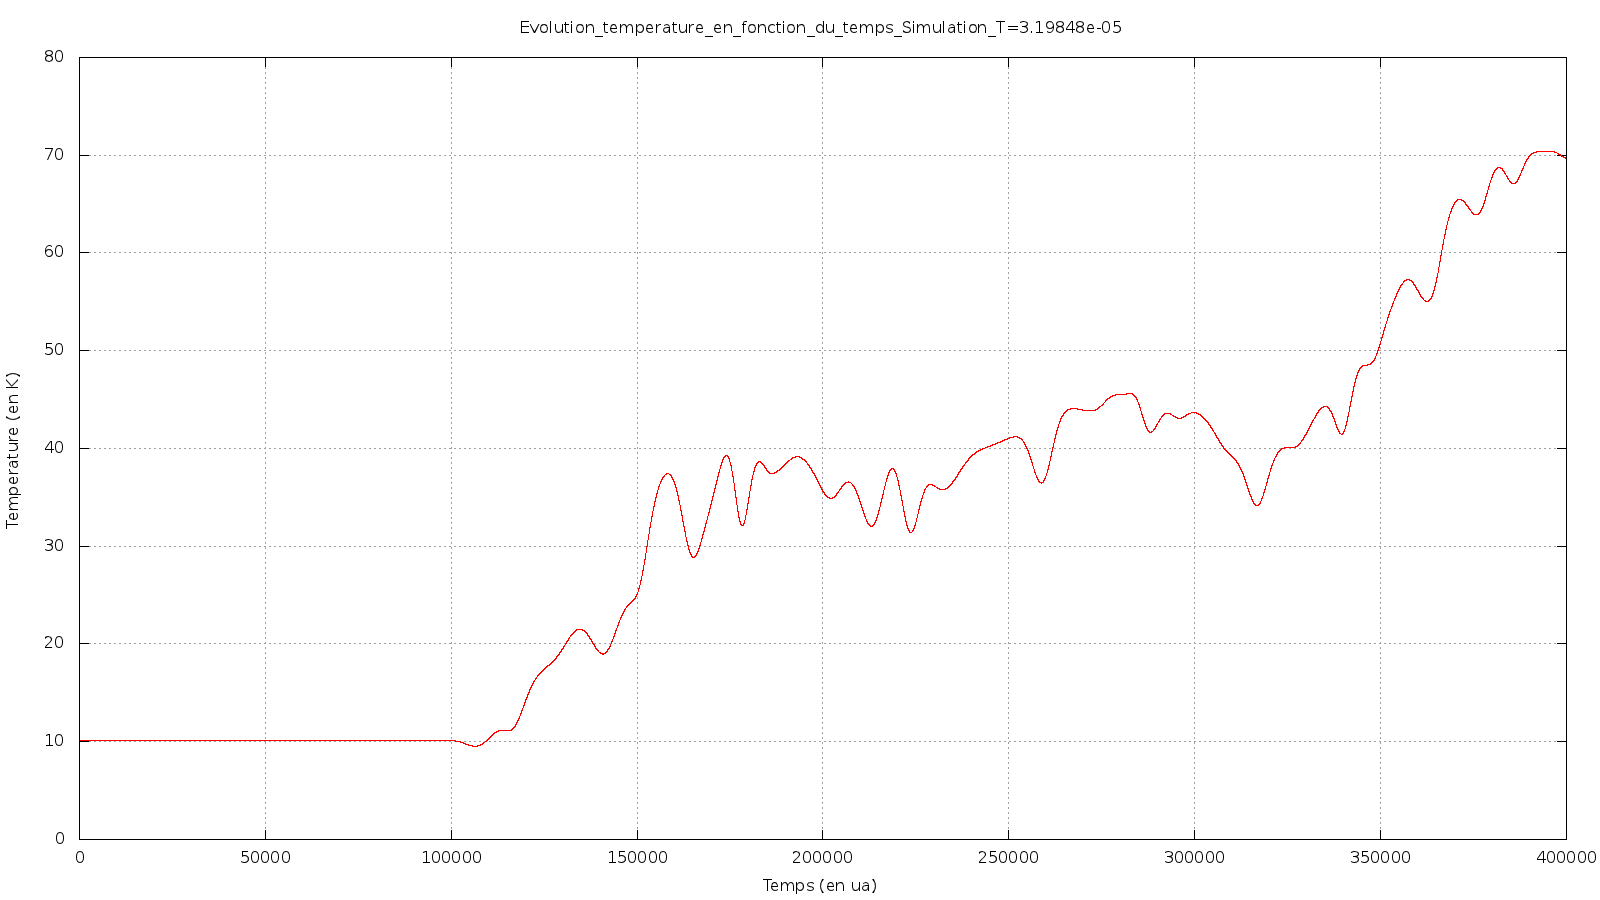 Evolution_temperature_en_fonction_du_temps_Simulation_T=3.19848e-05
80
70
60
50
40
30
20
10
0
Temperature (en K)
0 50000 100000 150000 200000 250000 300000 350000 400000
Temps (en ua)